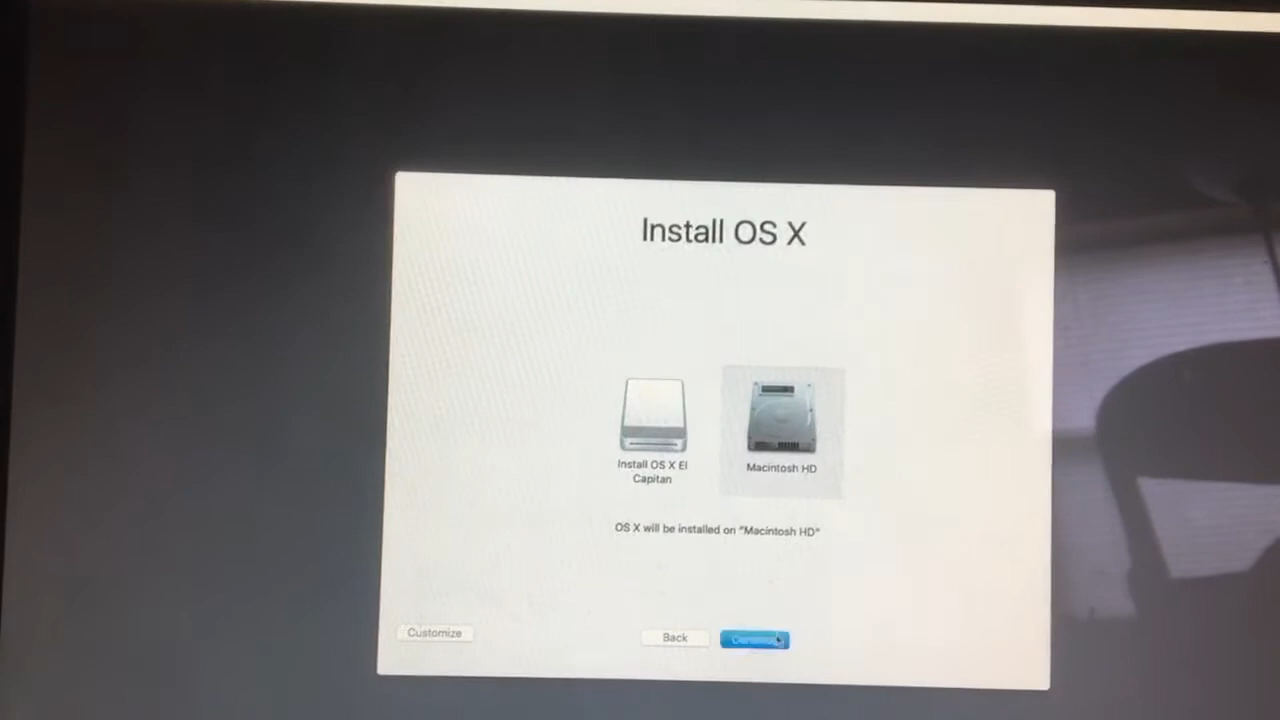 Install OS X
Install OS X El
Capitan
Macintosh HD
OS X will be installed on "Macintosh HD"
Customize
Back